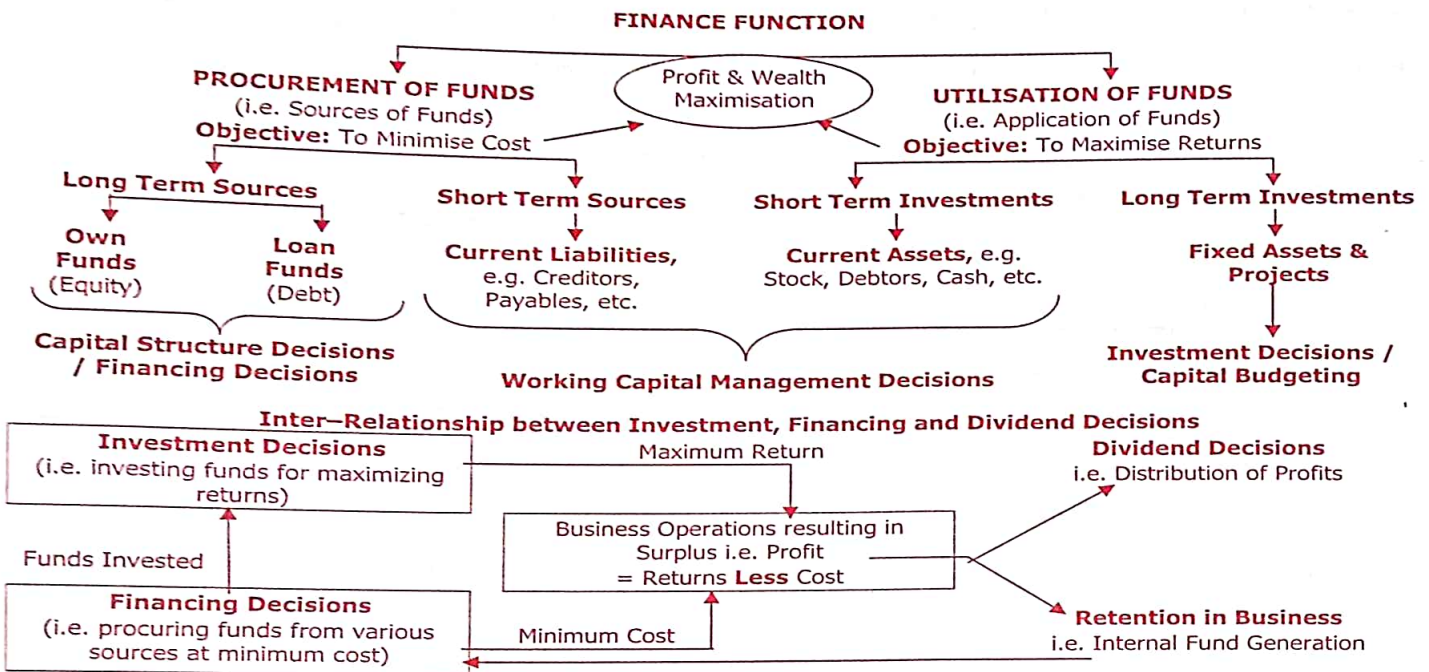 FINANCE FUNCTION
PROCUREMENT OF FUNDS
(i.e. Sources of Funds)
Objective: To Minimise Cost
Profit & Wealth
Maximisation
UTILISATION OF FUNDS
(i.e. Application of Funds)
Objective: To Maximise Returns
Long Term Sources
Short Term Sources
Short Term Investments
Long Term Investments
Own
Funds
(Equity)
Loan
Funds
(Debt)
Current Liabilities,
e.g. Creditors,
Payables, etc.
Current Assets, e.g.
Stock, Debtors, Cash, etc.
Fixed Assets &
Projects
Capital Structure Decisions
/ Financing Decisions
Working Capital Management Decisions
Investment Decisions /
Capital Budgeting
Inter–Relationship between Investment, Financing and Dividend Decisions
Investment Decisions
(i.e. investing funds for maximizing
returns)
Maximum Return
Dividend Decisions
i.e. Distribution of Profits
Business Operations resulting in
Surplus i.e. Profit
= Returns Less Cost
Funds Invested
Financing Decisions
(i.e. procuring funds from various
sources at minimum cost)
Minimum Cost
Retention in Business
i.e. Internal Fund Generation